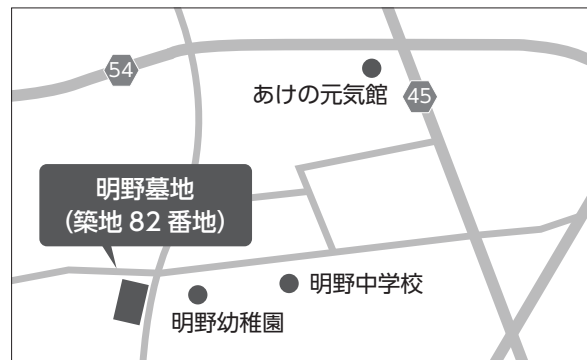 54
あけの元気館
45
明野墓地
(築地 82 番地)
明野中学校
明野幼稚園